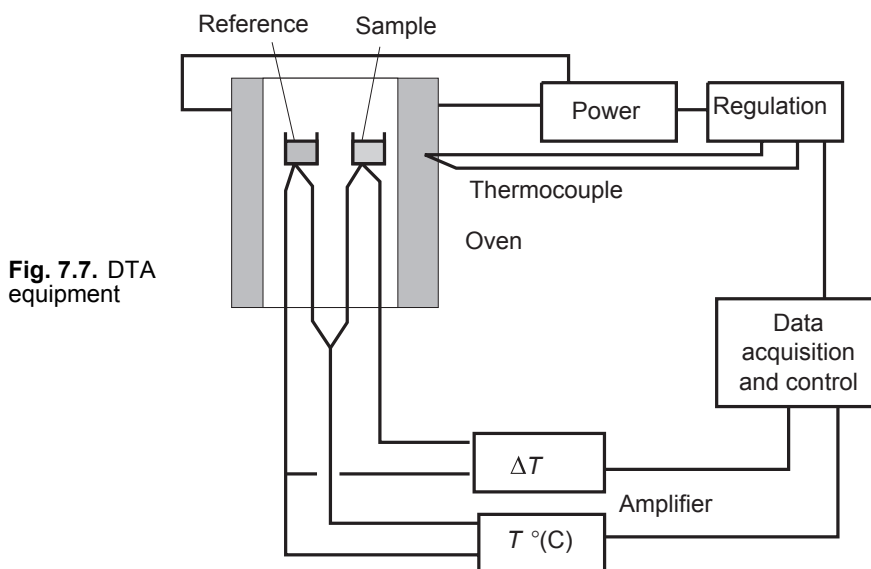 Reference
Sample
Power
Regulation
Thermocouple
Oven
Fig. 7.7. DTA
equipment
Data
acquisition
and control
ΔT
Amplifier
T °(C)